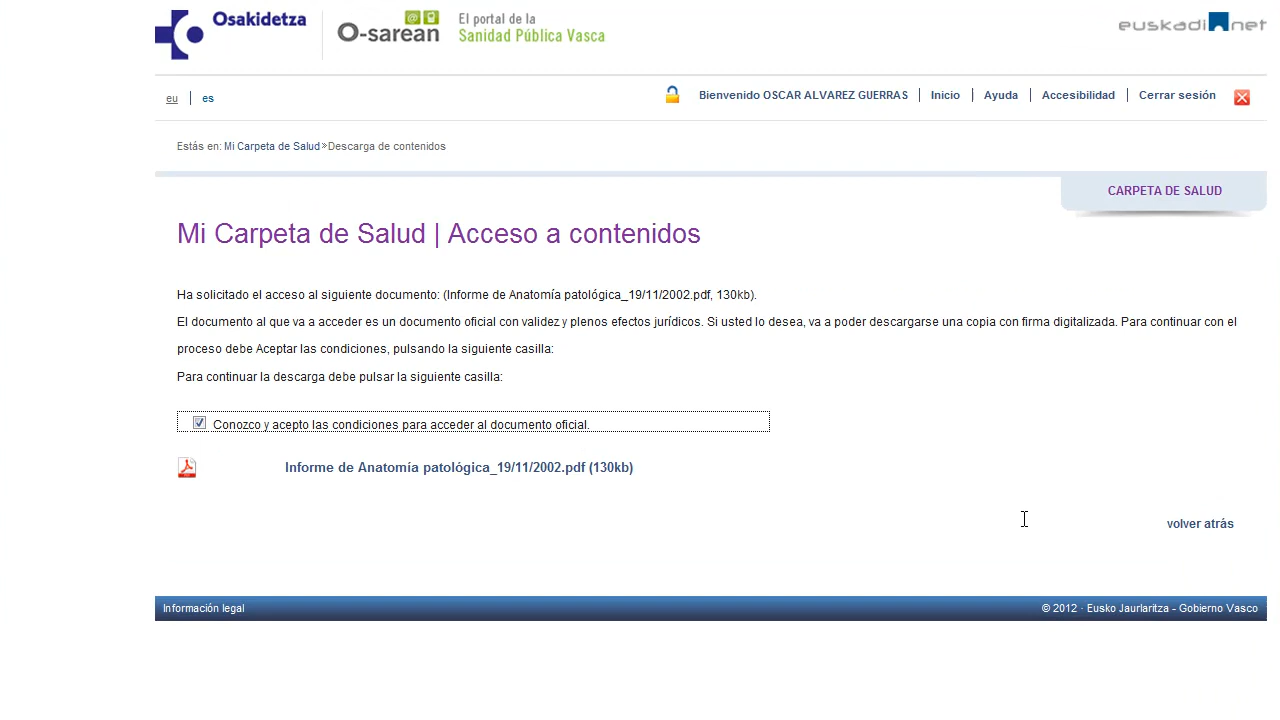 Osakidetza
O-sarean
El portal de la
Sanidad Pública Vasca
euskadi net
eu | es
Bienvenido OSCAR ALVAREZ GUERRAS | Inicio | Ayuda | Accesibilidad | Cerrar sesión
Estás en: Mi Carpeta de Salud»Descarga de contenidos
CARPETA DE SALUD
Mi Carpeta de Salud | Acceso a contenidos
Ha solicitado el acceso al siguiente documento: (Informe de Anatomía patológica_19/11/2002.pdf, 130kb).
El documento al que va a acceder es un documento oficial con validez y plenos efectos jurídicos. Si usted lo desea, va a poder descargarse una copia con firma digitalizada. Para continuar con el
proceso debe Aceptar las condiciones, pulsando la siguiente casilla:
Para continuar la descarga debe pulsar la siguiente casilla:
Conozco y acepto las condiciones para acceder al documento oficial.
Informe de Anatomía patológica_19/11/2002.pdf (130kb)
volver atrás
Información legal
© 2012 · Eusko Jaurlaritza - Gobierno Vasco